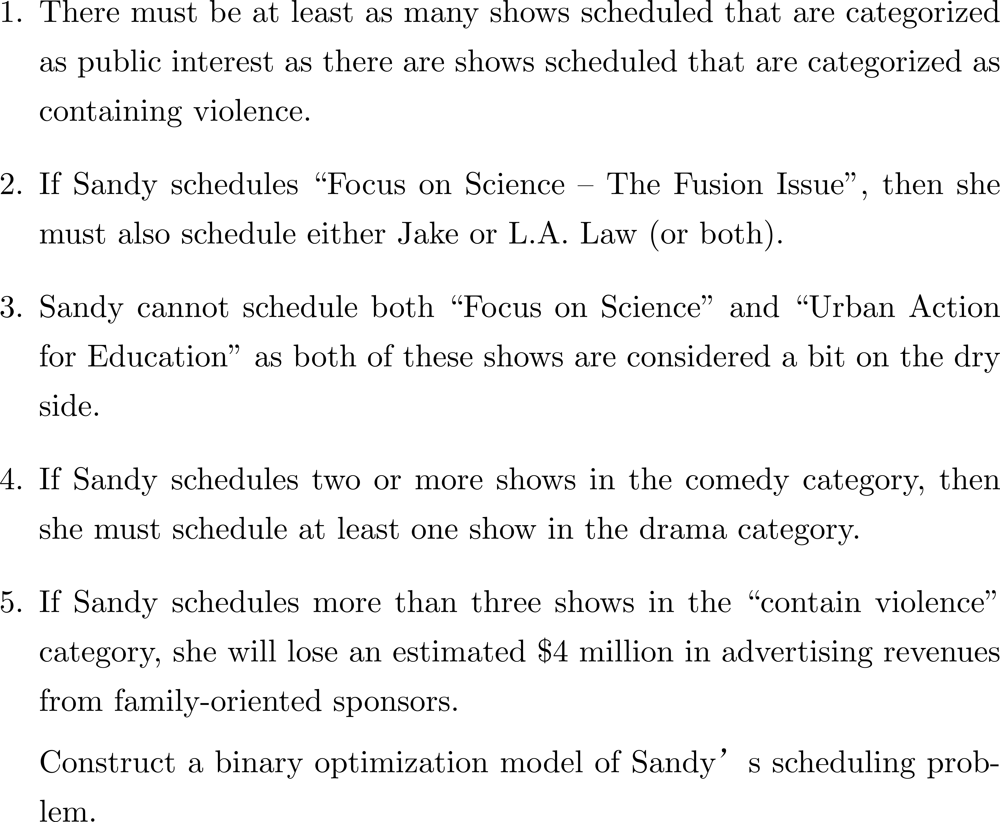 1. There must be at least as many shows scheduled that are categorized
as public interest as there are shows scheduled that are categorized as
containing violence.
2. If Sandy schedules “Focus on Science – The Fusion Issue”, then she
must also schedule either Jake or L.A. Law (or both).
3. Sandy cannot schedule both “Focus on Science” and “Urban Action
for Education” as both of these shows are considered a bit on the dry
side.
4. If Sandy schedules two or more shows in the comedy category, then
she must schedule at least one show in the drama category.
5. If Sandy schedules more than three shows in the “contain violence”
category, she will lose an estimated $4 million in advertising revenues
from family-oriented sponsors.
Construct a binary optimization model of Sandy’ s scheduling prob-
lem.